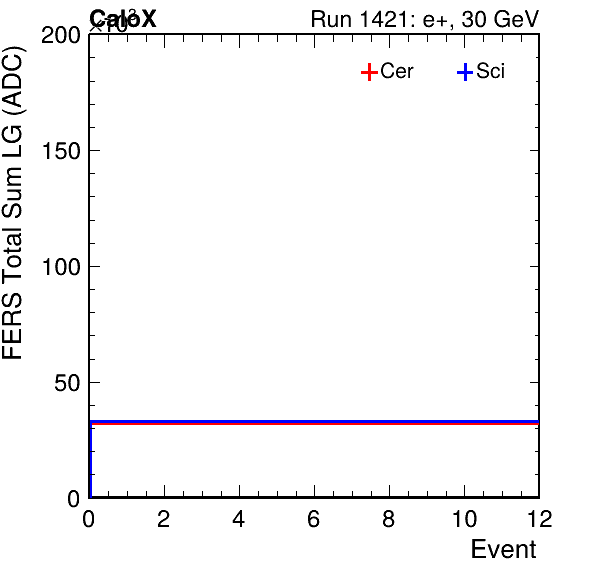 CaloX
×10³
Run 1421: e+, 30 GeV
Cer
Sci
FERS Total Sum LG (ADC)
200
150
100
50
0
0 2 4 6 8 10 12
Event